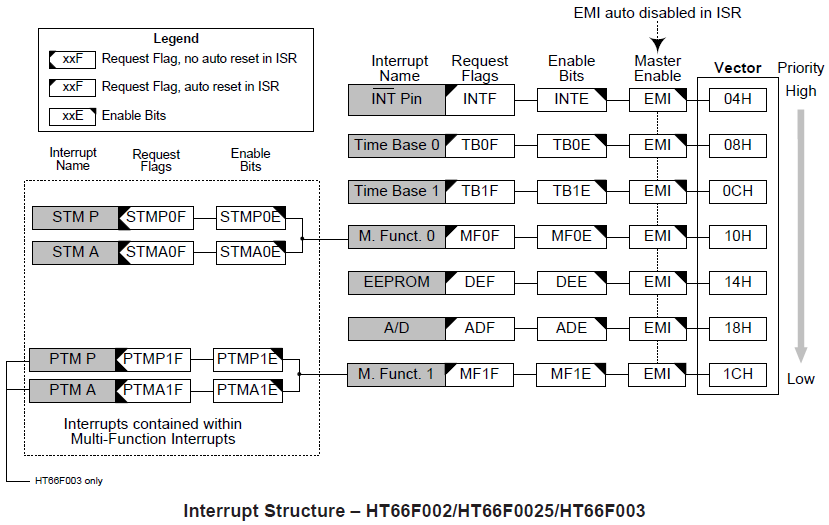 EMI auto disabled in ISR
Legend
xxF Request Flag, no auto reset in ISR
xxF Request Flag, auto reset in ISR
xxE Enable Bits
Interrupt Name Request Flags Enable Bits Master Enable Vector Priority
High
INT Pin INTF INTE EMI 04H
Time Base 0 TB0F TB0E EMI 08H
Time Base 1 TB1F TB1E EMI 0CH
M. Funct. 0 MF0F MF0E EMI 10H
EEPROM DEF DEE EMI 14H
A/D ADF ADE EMI 18H
M. Funct. 1 MF1F MF1E EMI 1CH
Low
Interrupt Name Request Flags Enable Bits
STM P STMP0F STMP0E
STM A STMA0F STMA0E
PTM P PTMP1F PTMP1E
PTM A PTMA1F PTMA1E
Interrupts contained within
Multi-Function Interrupts
HT66F003 only
Interrupt Structure – HT66F002/HT66F0025/HT66F003